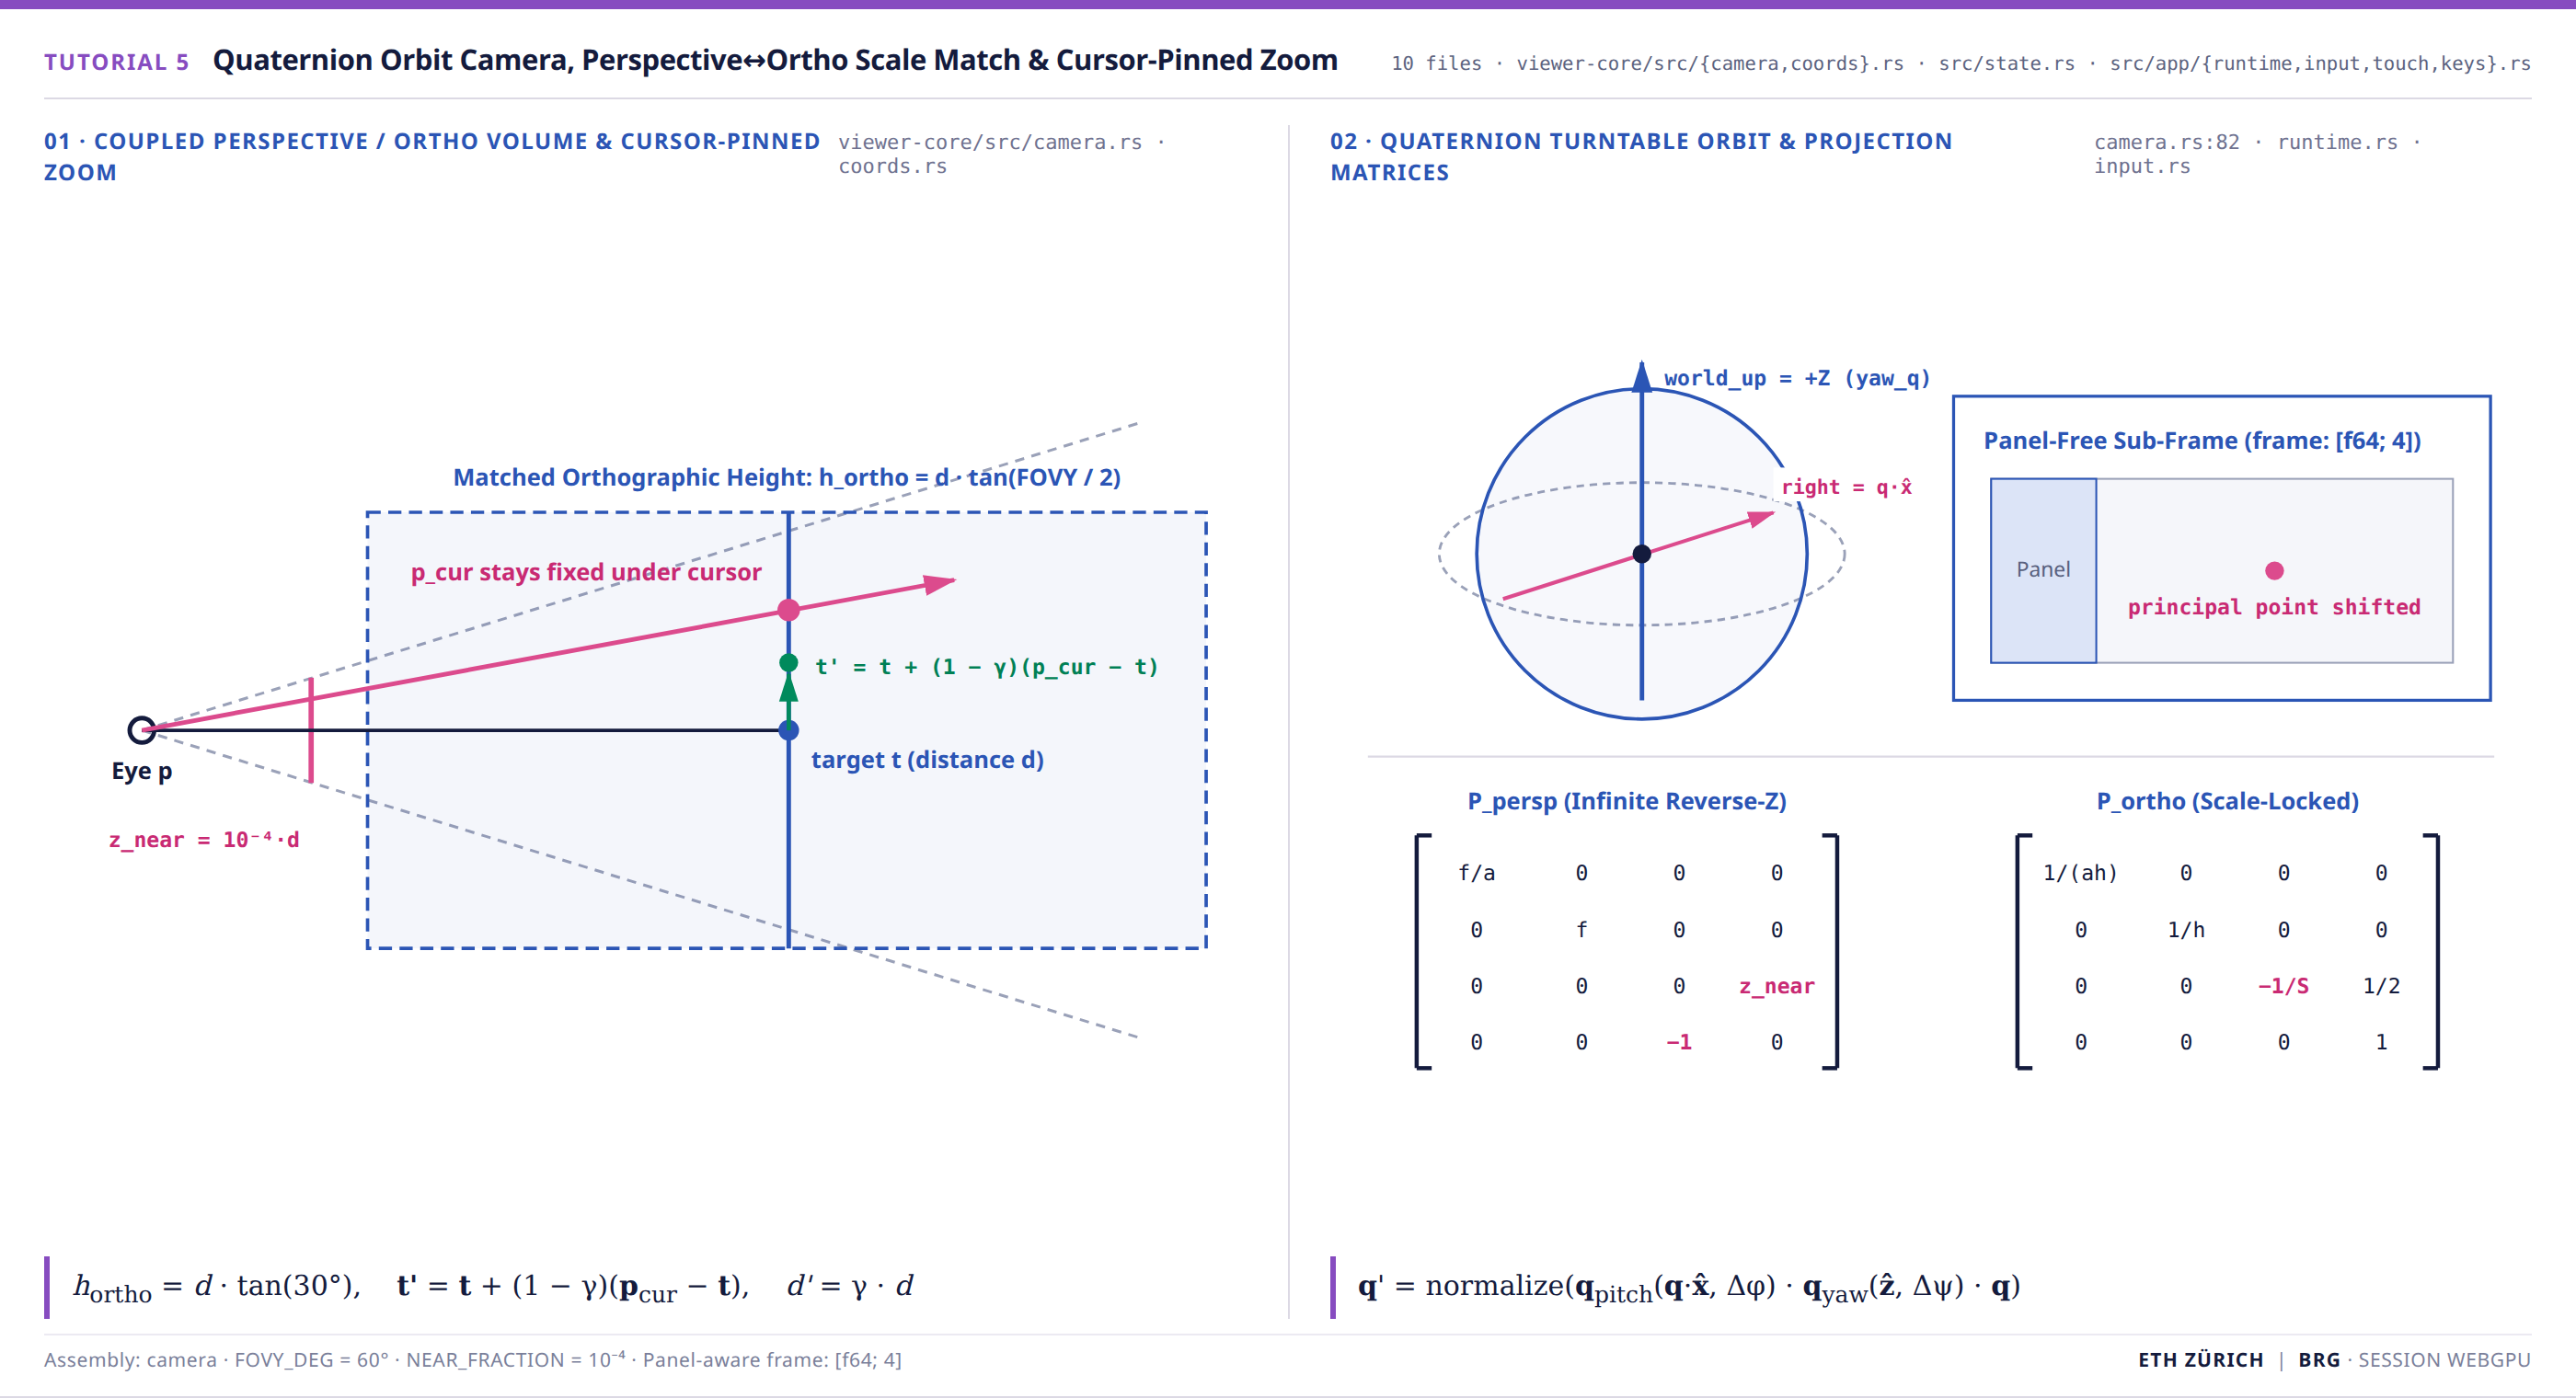 TUTORIAL 5 Quaternion Orbit Camera, Perspective↔Ortho Scale Match & Cursor-Pinned Zoom 10 files · viewer-core/src/{camera,coords}.rs · src/state.rs · src/app/{runtime,input,touch,keys}.rs
01 · COUPLED PERSPECTIVE / ORTHO VOLUME & CURSOR-PINNED ZOOM
viewer-core/src/camera.rs · coords.rs
Matched Orthographic Height: h_ortho = d · tan(FOVY / 2)
p_cur stays fixed under cursor
t' = t + (1 − γ)(p_cur − t)
target t (distance d)
Eye p
z_near = 10⁻⁴·d
h_ortho = d · tan(30°), t' = t + (1 − γ)(p_cur − t), d' = γ · d
02 · QUATERNION TURNTABLE ORBIT & PROJECTION MATRICES
camera.rs:82 · runtime.rs · input.rs
world_up = +Z (yaw_q)
right = q·x̂
Panel-Free Sub-Frame (frame: [f64; 4])
Panel
principal point shifted
P_persp (Infinite Reverse-Z)
f/a 0 0 0
0 f 0 0
0 0 0 z_near
0 0 −1 0
P_ortho (Scale-Locked)
1/(ah) 0 0 0
0 1/h 0 0
0 0 −1/S 1/2
0 0 0 1
q' = normalize(q_pitch(q·x̂, Δφ) · q_yaw(ẑ, Δψ) · q)
Assembly: camera · FOVY_DEG = 60° · NEAR_FRACTION = 10⁻⁴ · Panel-aware frame: [f64; 4]
ETH ZÜRICH | BRG · SESSION WEBGPU